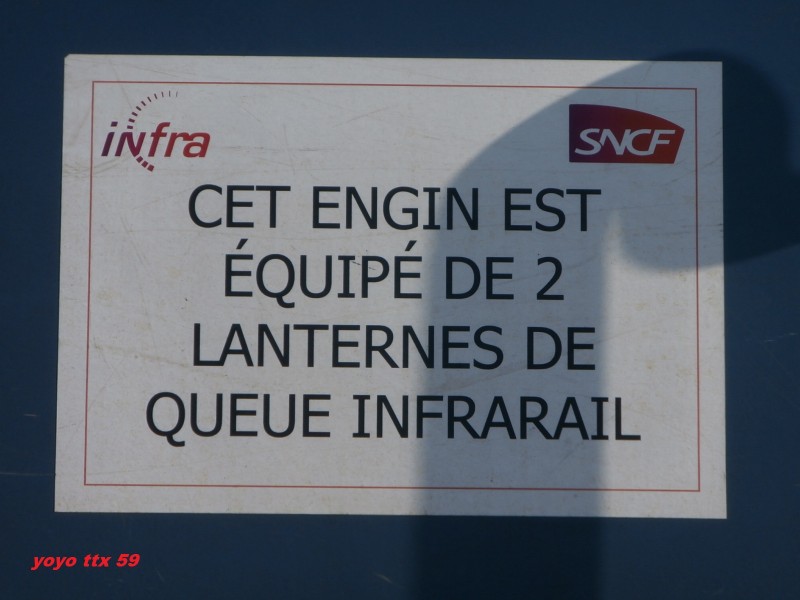 infra
SNCF
CET ENGIN EST
ÉQUIPÉ DE 2
LANTERNES DE
QUEUE INFRARAIL
yoyo ttx 59